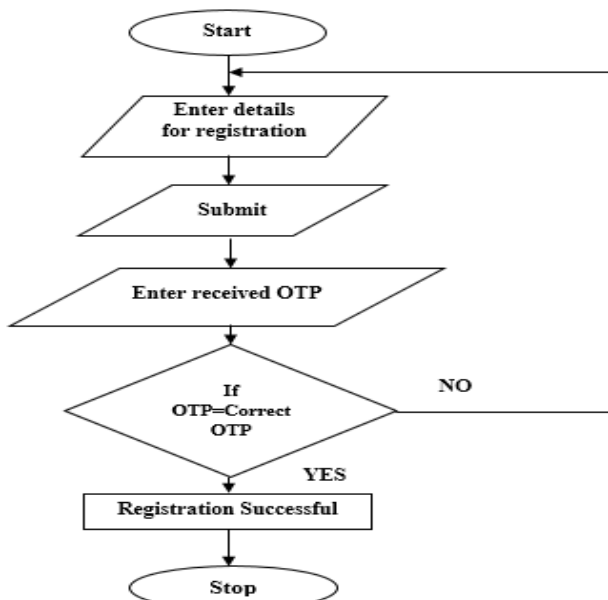 Start
Enter details
for registration
Submit
Enter received OTP
If
OTP=Correct
OTP
NO
YES
Registration Successful
Stop